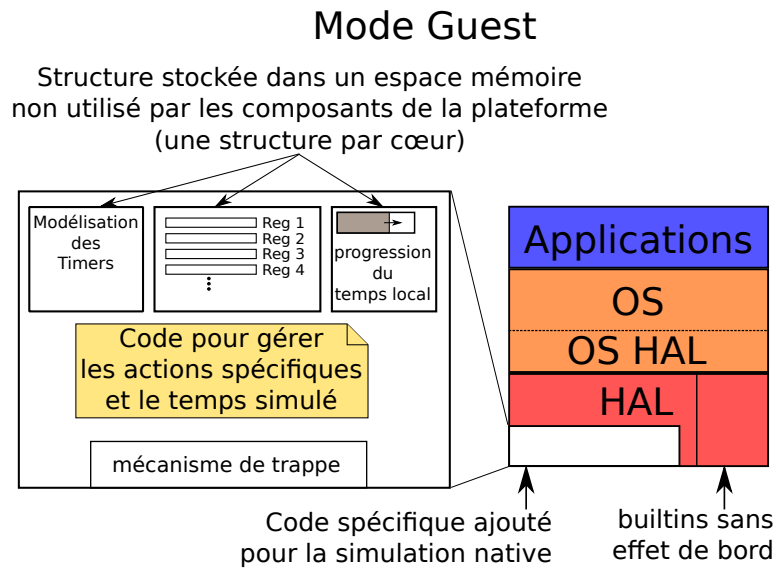 Mode Guest
Structure stockée dans un espace mémoire
non utilisé par les composants de la plateforme
(une structure par cœur)
Modélisation
des
Timers
Reg 1
Reg 2
Reg 3
Reg 4
progression
du
temps local
Code pour gérer
les actions spécifiques
et le temps simulé
mécanisme de trappe
Applications
OS
OS HAL
HAL
Code spécifique ajouté
pour la simulation native
builtins sans
effet de bord